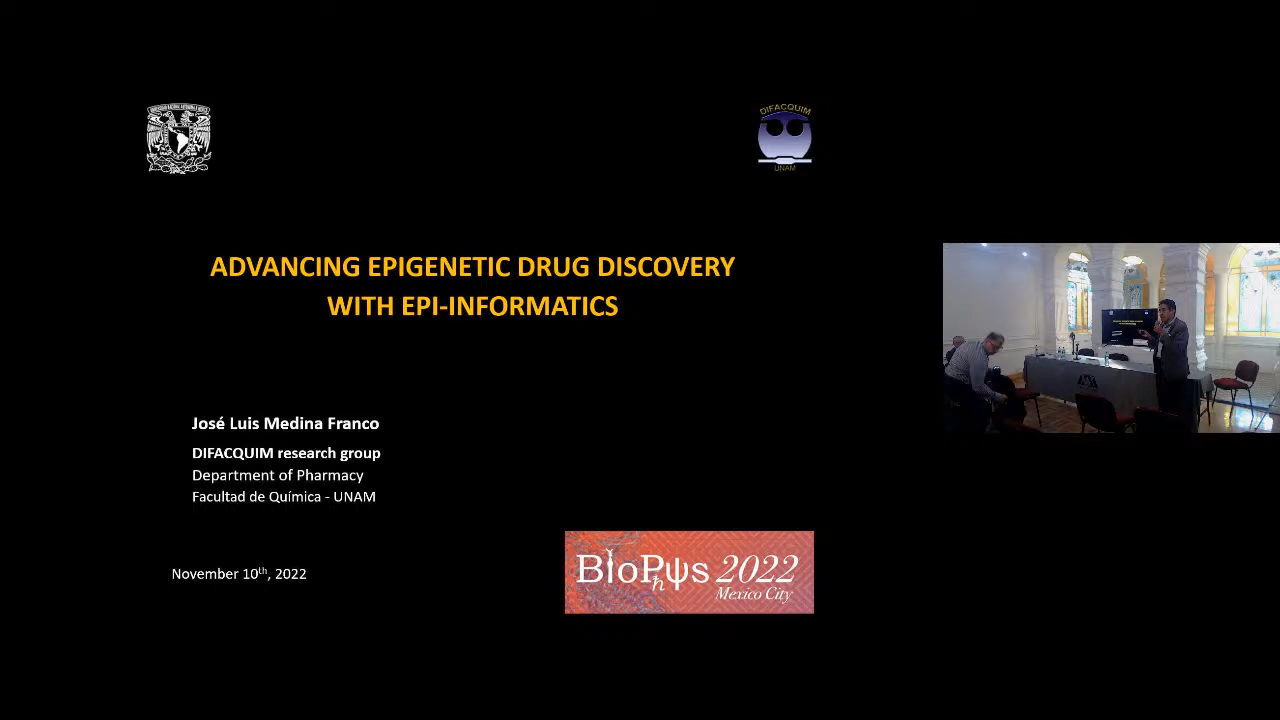 DIFACQUIM
UNAM
ADVANCING EPIGENETIC DRUG DISCOVERY
WITH EPI-INFORMATICS
José Luis Medina Franco
DIFACQUIM research group
Department of Pharmacy
Facultad de Química - UNAM
November 10th, 2022
BioPhψs 2022
Mexico City